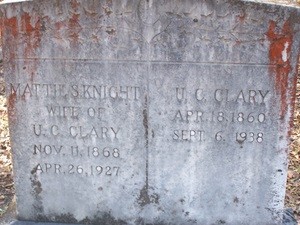 MATTIE S.KNIGHT
WIFE OF
U. C. CLARY
NOV. 11, 1868
APR. 26, 1927
U. C. CLARY
APR. 18, 1860
SEPT. 6, 1938